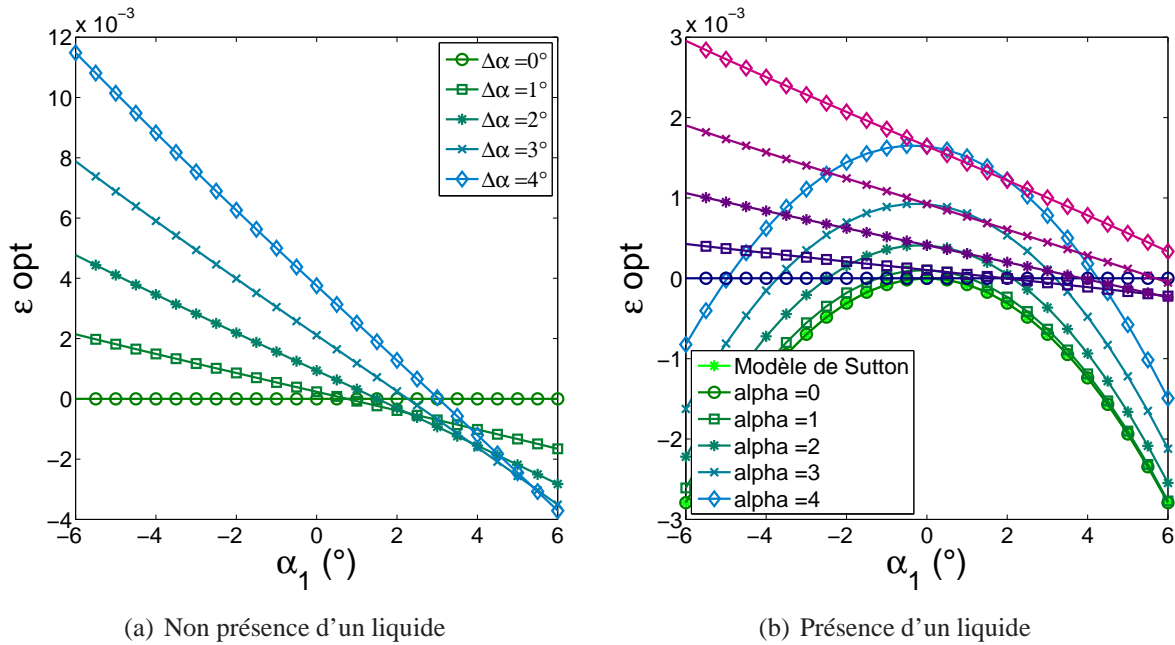 x 10⁻³
12
10
8
6
4
2
0
−2
−4
ε opt
−6 −4 −2 0 2 4 6
α₁ (°)
Δα =0°
Δα =1°
Δα =2°
Δα =3°
Δα =4°
(a) Non présence d'un liquide
x 10⁻³
3
2
1
0
−1
−2
−3
ε opt
−6 −4 −2 0 2 4 6
α₁ (°)
Modèle de Sutton
alpha =0
alpha =1
alpha =2
alpha =3
alpha =4
(b) Présence d'un liquide